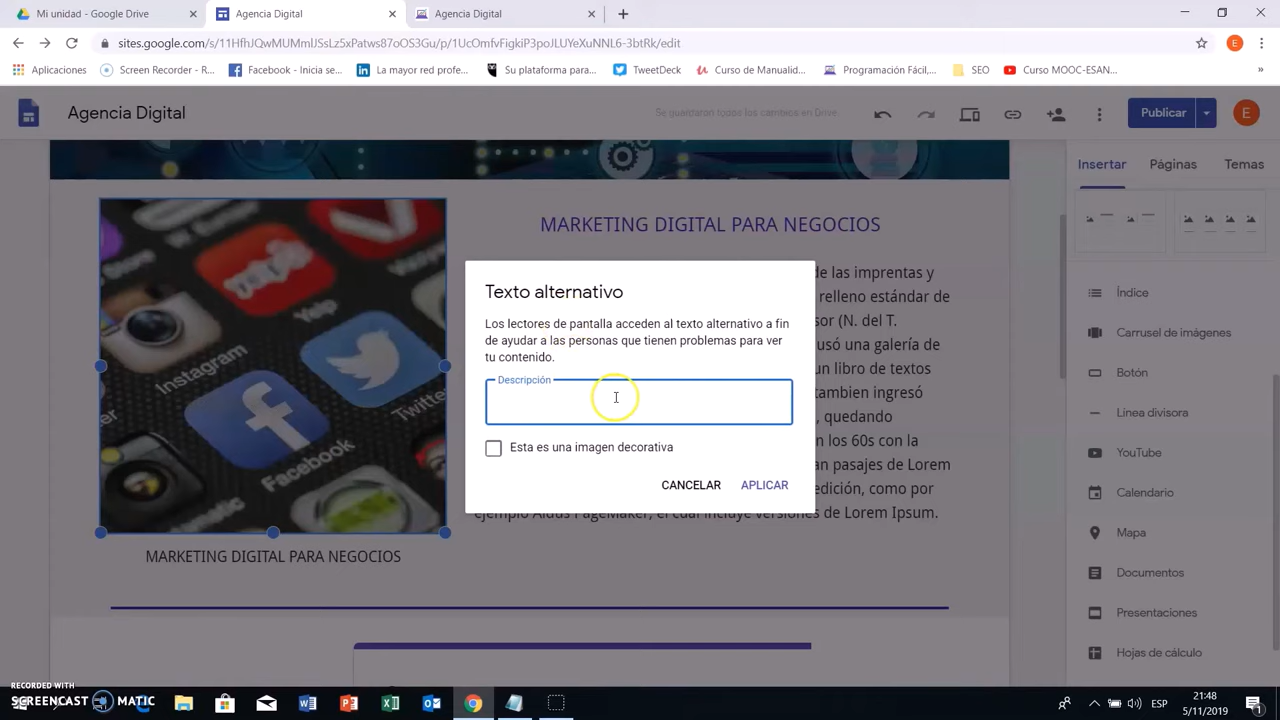 Mi unidad - Google Drive
Agencia Digital
Agencia Digital
sites.google.com/s/11HfhJQwMUMmIJSsLz5xPatws87oOS3Gu/p/1UcOmfvFigkiP3poJLUYeXuNNL6-3btRk/edit
Aplicaciones
Screen Recorder - R...
Facebook - Inicia se...
La mayor red profe...
Su plataforma para...
TweetDeck
Curso de Manualid...
Programación Fácil,...
SEO
Curso MOOC-ESAN...
»
Agencia Digital
Se guardaron todos los cambios en Drive.
Publicar
E
Insertar
Páginas
Temas
yelp
Instagram
Twitte
Facebook
MARKETING DIGITAL PARA NEGOCIOS
de las imprentas y
relleno estándar de
sor (N. del T.
usó una galería de
un libro de textos
tambien ingresó
, quedando
n los 60s con la
an pasajes de Lorem
edición, como por
ejemplo Aldus PageMaker, el cual incluye versiones de Lorem Ipsum.
Texto alternativo
Los lectores de pantalla acceden al texto alternativo a fin
de ayudar a las personas que tienen problemas para ver
tu contenido.
Descripción
Esta es una imagen decorativa
CANCELAR
APLICAR
MARKETING DIGITAL PARA NEGOCIOS
Índice
Carrusel de imágenes
Botón
Línea divisora
YouTube
Calendario
Mapa
Documentos
Presentaciones
Hojas de cálculo
RECORDED WITH
SCREENCAST MATIC
ESP
21:48
5/11/2019